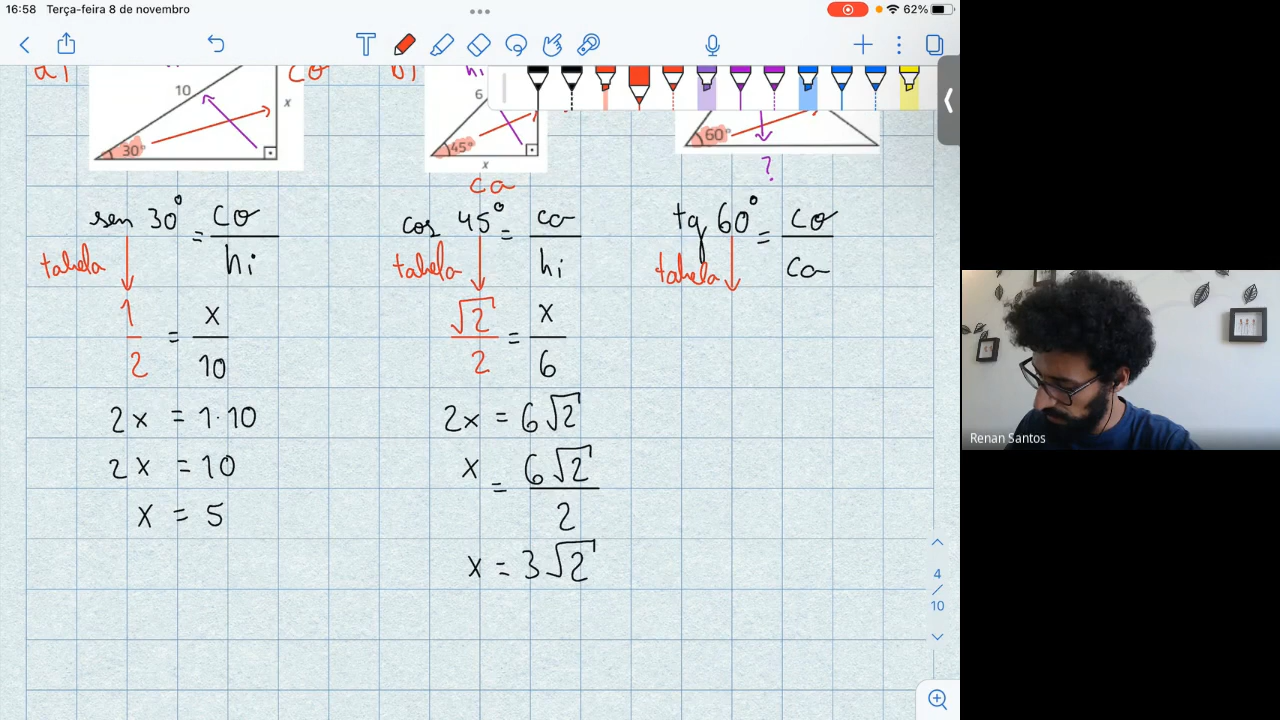 16:58 Terça-feira 8 de novembro
62%
T
a)
10
co
x
30°
b)
hi
6
45°
x
ca
60°
?
sen 30° = co/hi
tabela
1/2 = x/10
2x = 1·10
2x = 10
x = 5
cos 45° = ca/hi
tabela
√2/2 = x/6
2x = 6√2
x = 6√2/2
x = 3√2
tg 60° = co/ca
tabela
4
/
10
Renan Santos